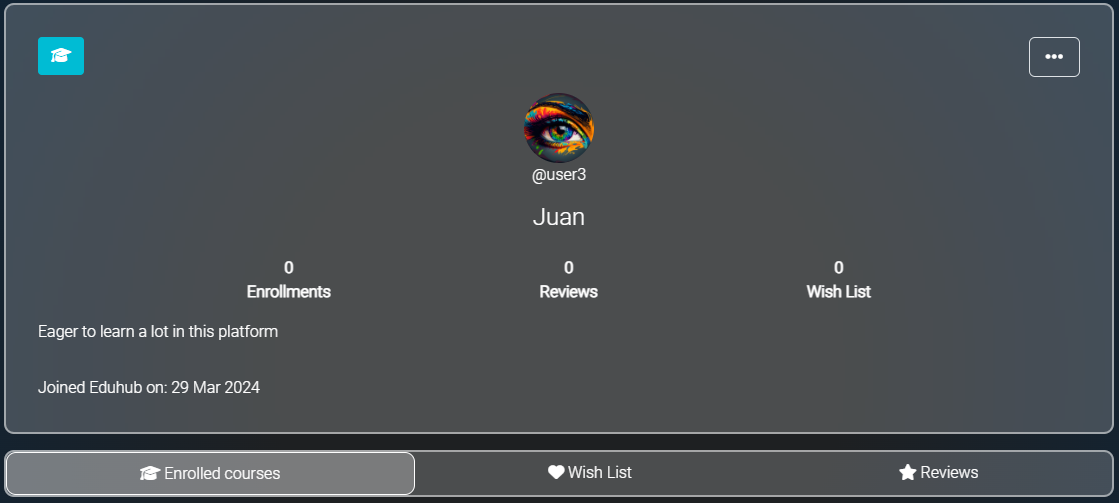 @user3
Juan
0 0 0
Enrollments Reviews Wish List
Eager to learn a lot in this platform
Joined Eduhub on: 29 Mar 2024
Enrolled courses Wish List Reviews